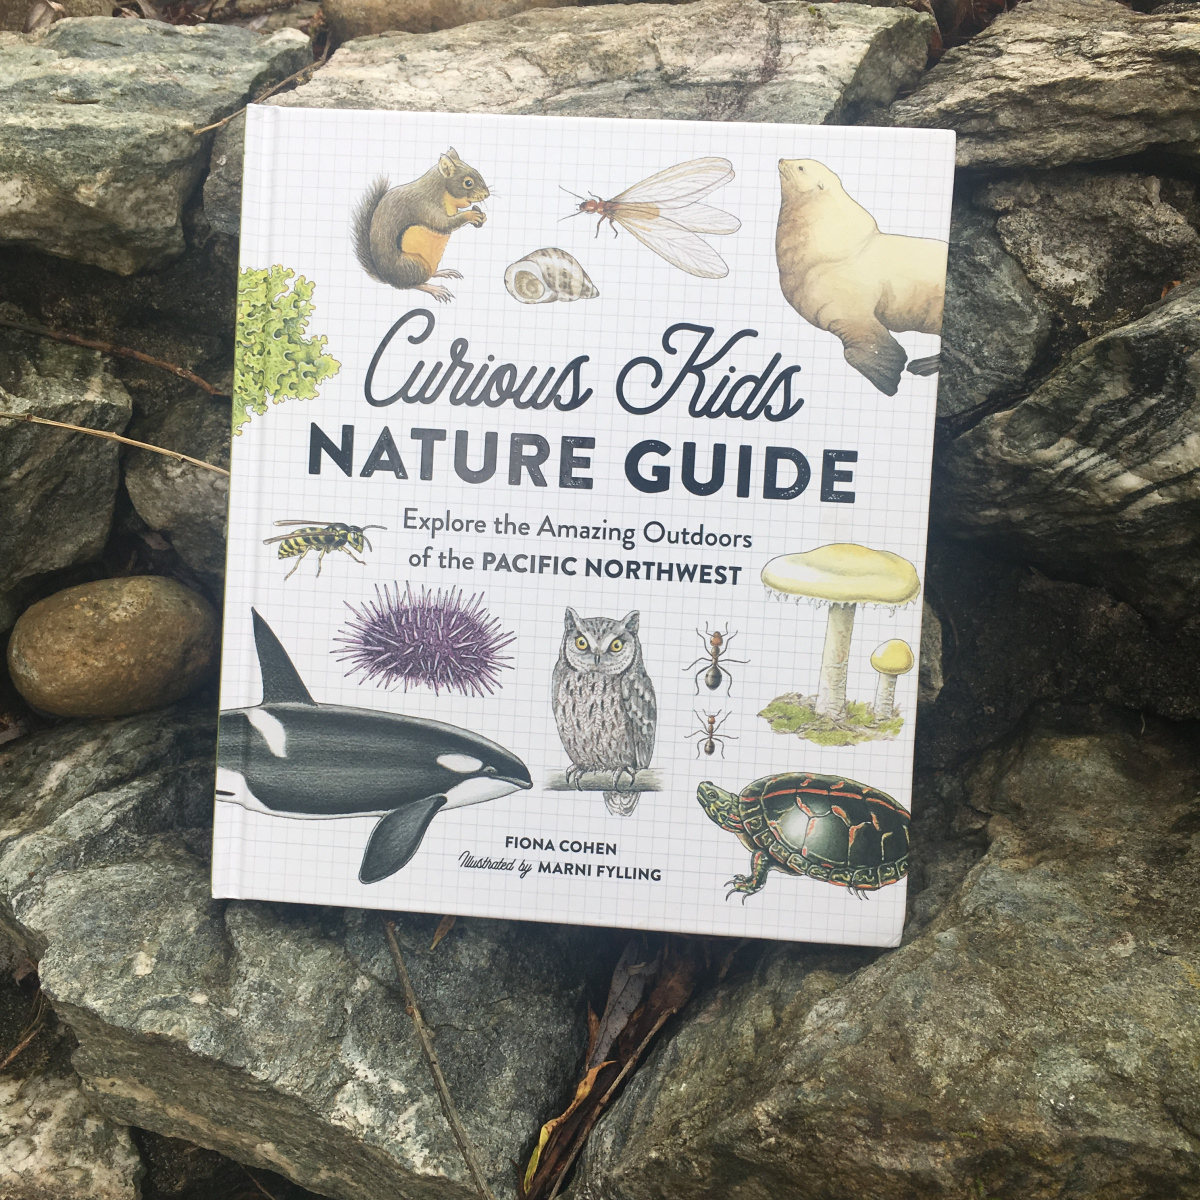 Curious Kids
NATURE GUIDE
Explore the Amazing Outdoors
of the PACIFIC NORTHWEST
FIONA COHEN
Illustrated by MARNI FYLLING